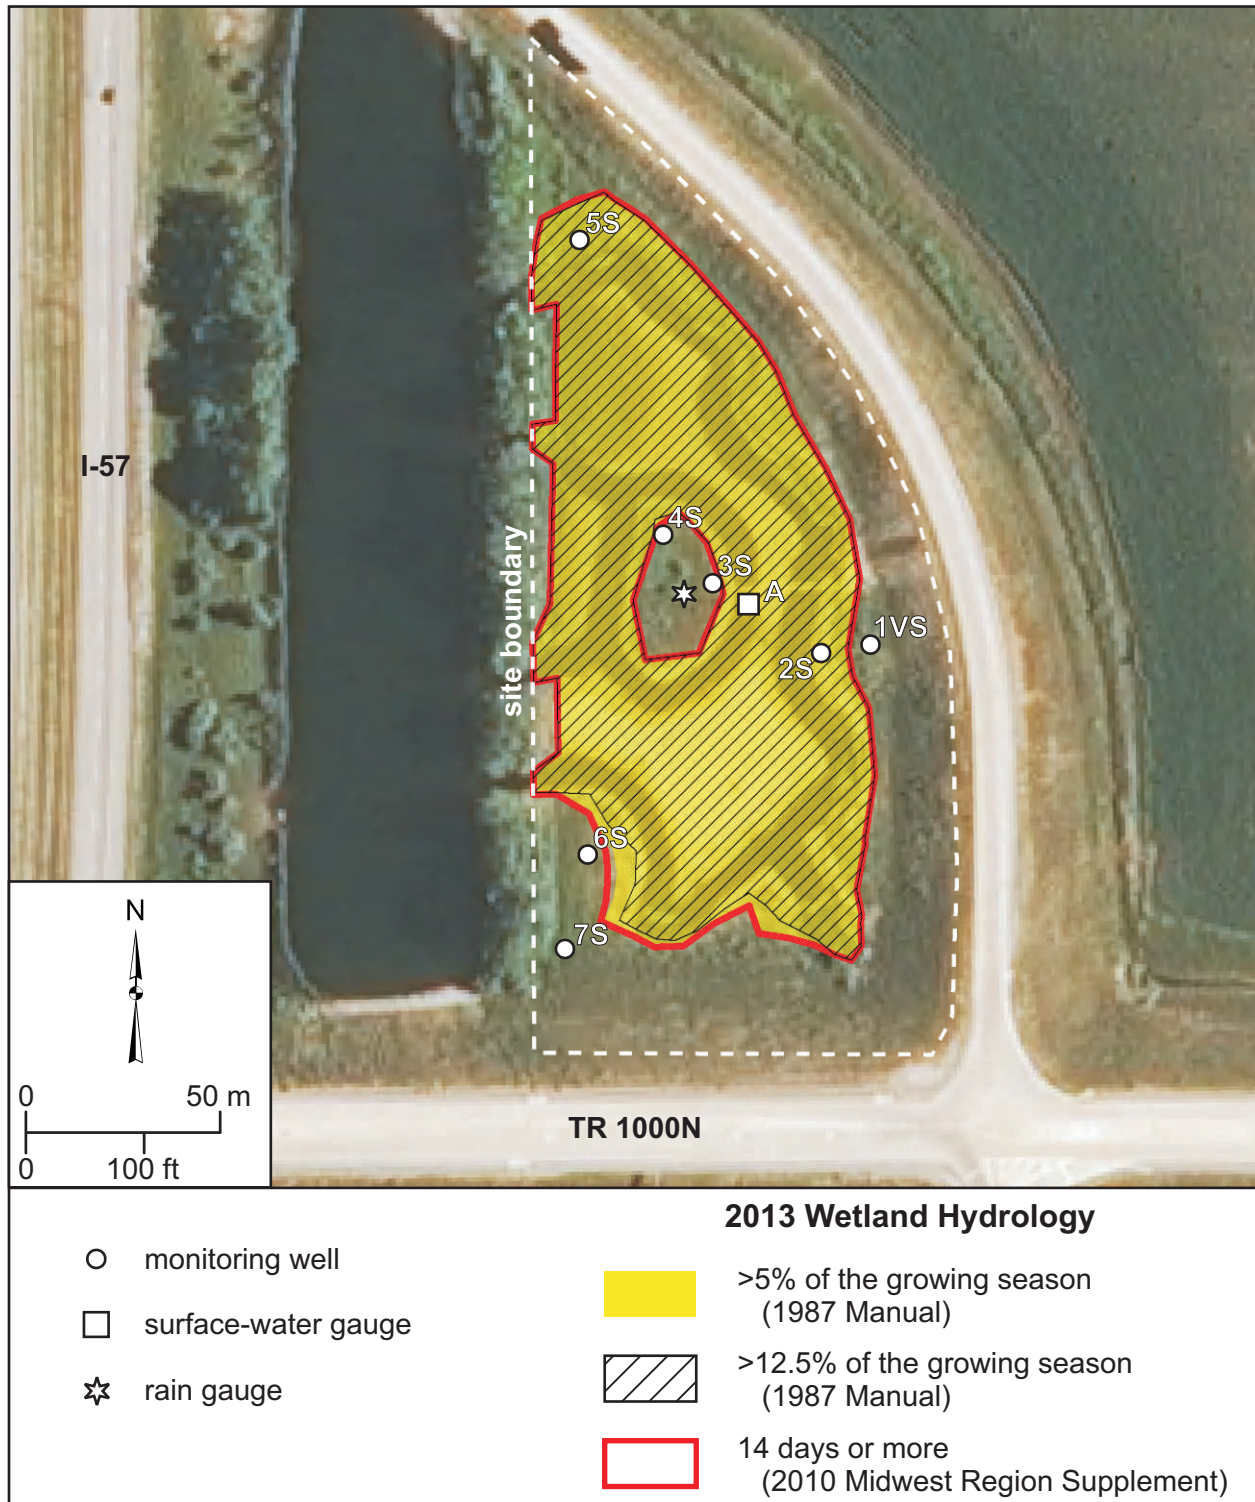 5S
I-57
4S
3S
A
1VS
2S
site boundary
6S
7S
N
0 50 m
0 100 ft
TR 1000N
2013 Wetland Hydrology
monitoring well
surface-water gauge
rain gauge
>5% of the growing season
(1987 Manual)
>12.5% of the growing season
(1987 Manual)
14 days or more
(2010 Midwest Region Supplement)